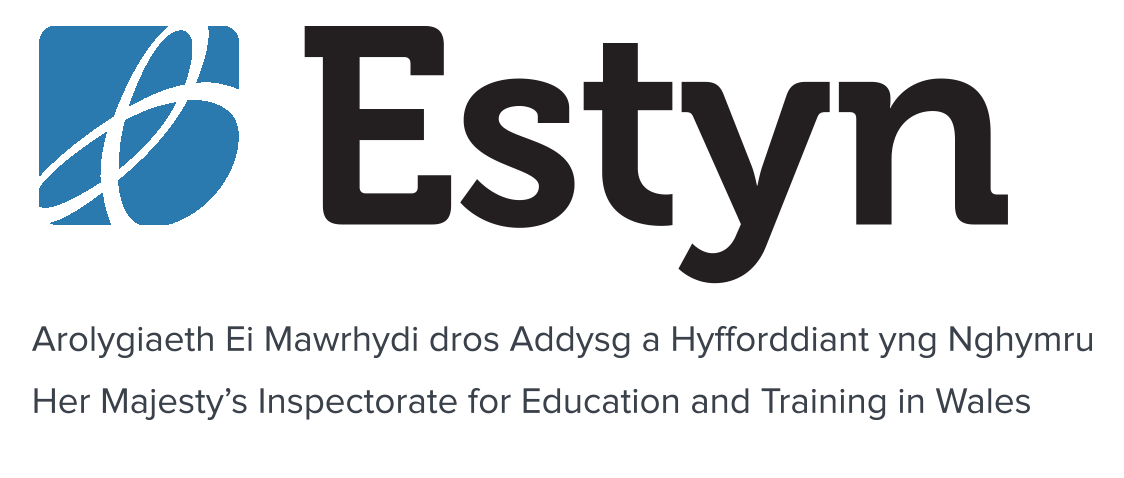 Estyn
Arolygiaeth Ei Mawrhydi dros Addysg a Hyfforddiant yng Nghymru
Her Majesty’s Inspectorate for Education and Training in Wales